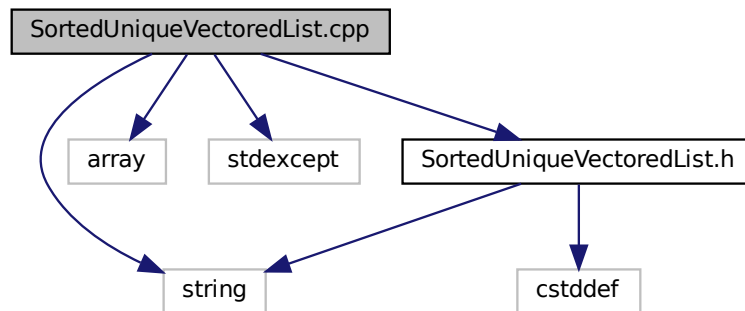 SortedUniqueVectoredList.cpp
array
stdexcept
SortedUniqueVectoredList.h
string
cstddef